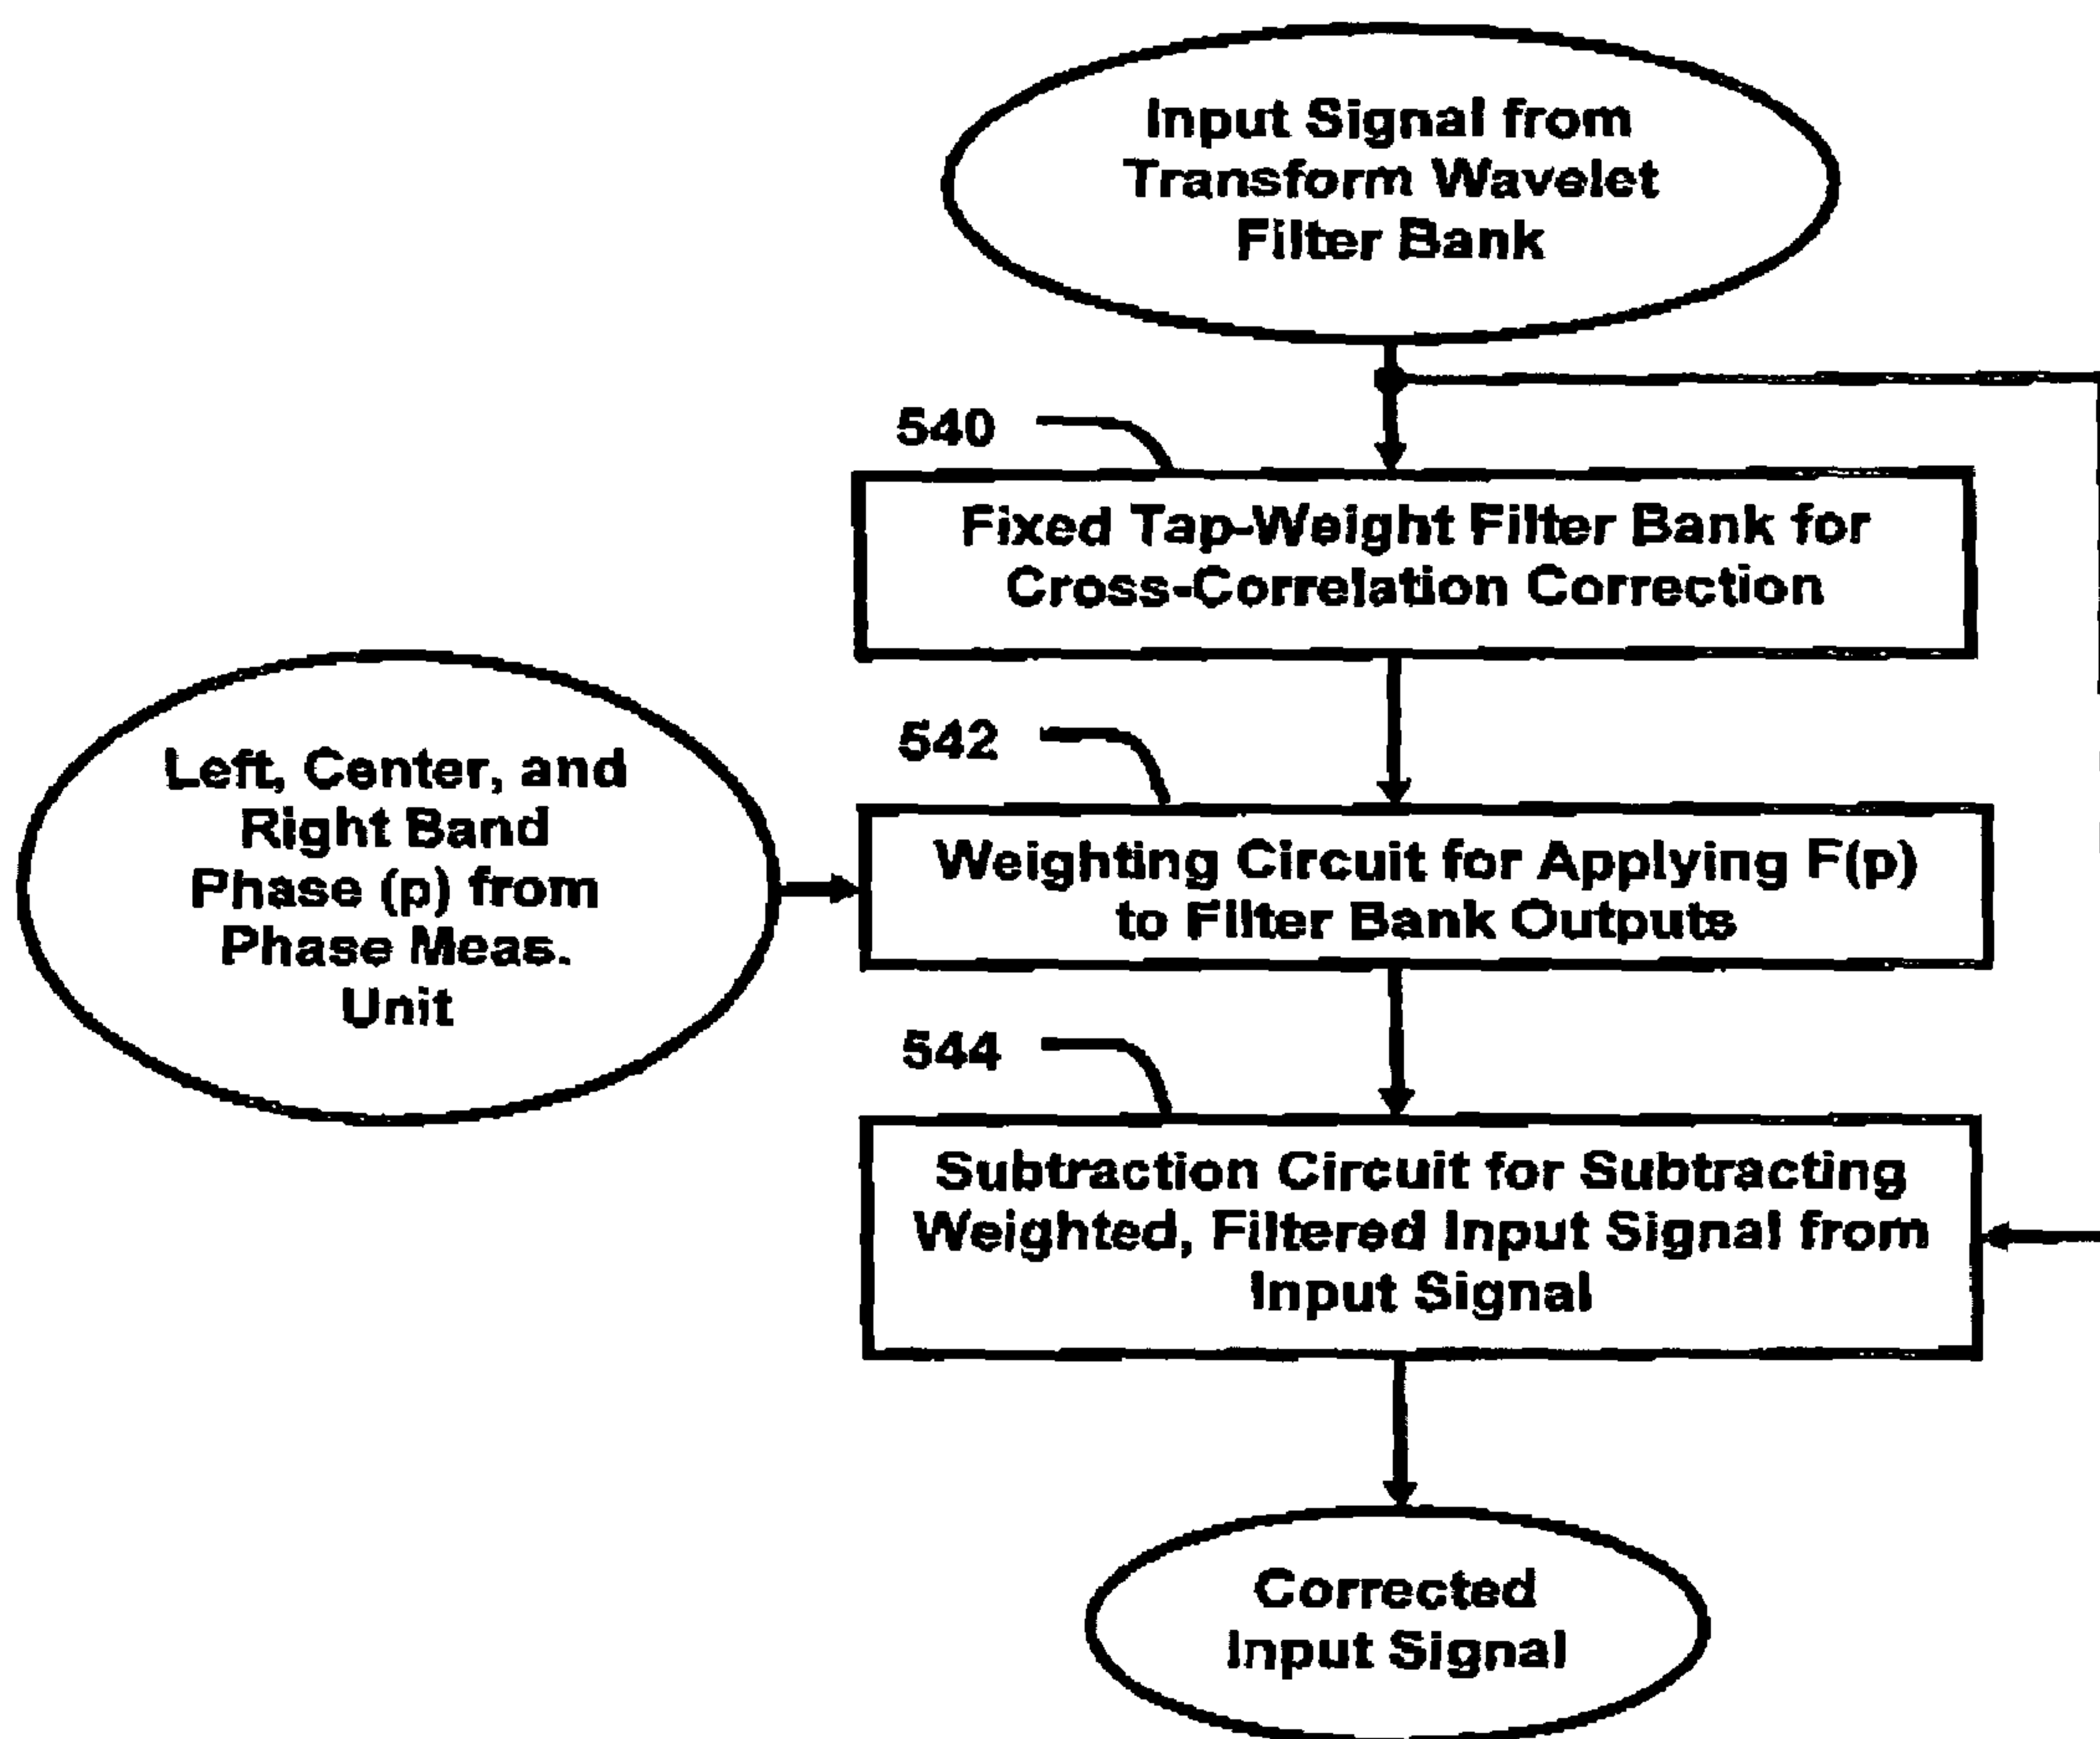 Input Signal from
Transform Wavelet
Filter Bank
540
Fixed Tap-Weight Filter Bank for
Cross-Correlation Correction
542
Left, Center, and
Right Band
Phase (p) from
Phase Meas.
Unit
Weighting Circuit for Applying F(p)
to Filter Bank Outputs
544
Subtraction Circuit for Subtracting
Weighted, Filtered Input Signal from
Input Signal
Corrected
Input Signal